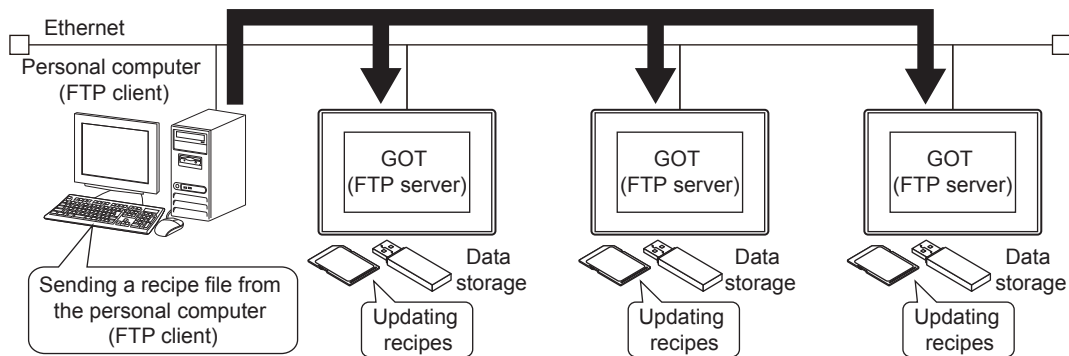 Ethernet
Personal computer
(FTP client)
GOT
(FTP server)
GOT
(FTP server)
GOT
(FTP server)
Sending a recipe file from
the personal computer
(FTP client)
Data
storage
Updating
recipes
Data
storage
Updating
recipes
Data
storage
Updating
recipes